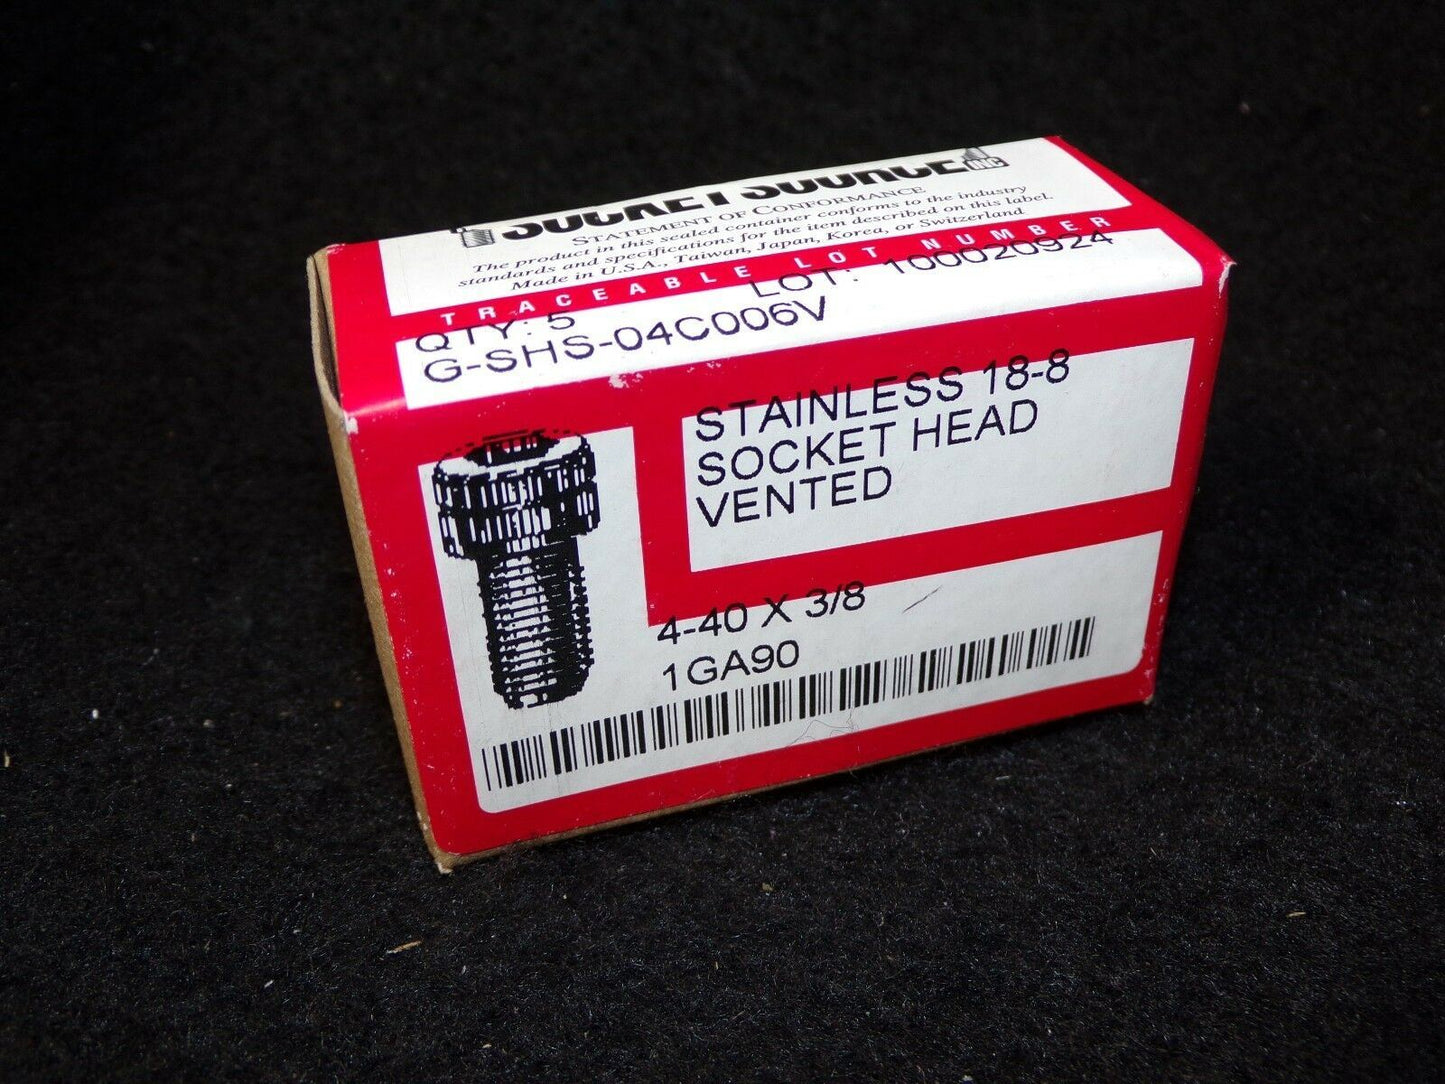 SOCKET SOURCE INC
STATEMENT OF CONFORMANCE
The product in this sealed container conforms to the industry
standards and specifications for the item described on this label.
Made in U.S.A., Taiwan, Japan, Korea, or Switzerland
TRACEABLE LOT NUMBER
QTY: 5 LOT: 100020924
G-SHS-04C006V
STAINLESS 18-8
SOCKET HEAD
VENTED
4-40 X 3/8
1GA90